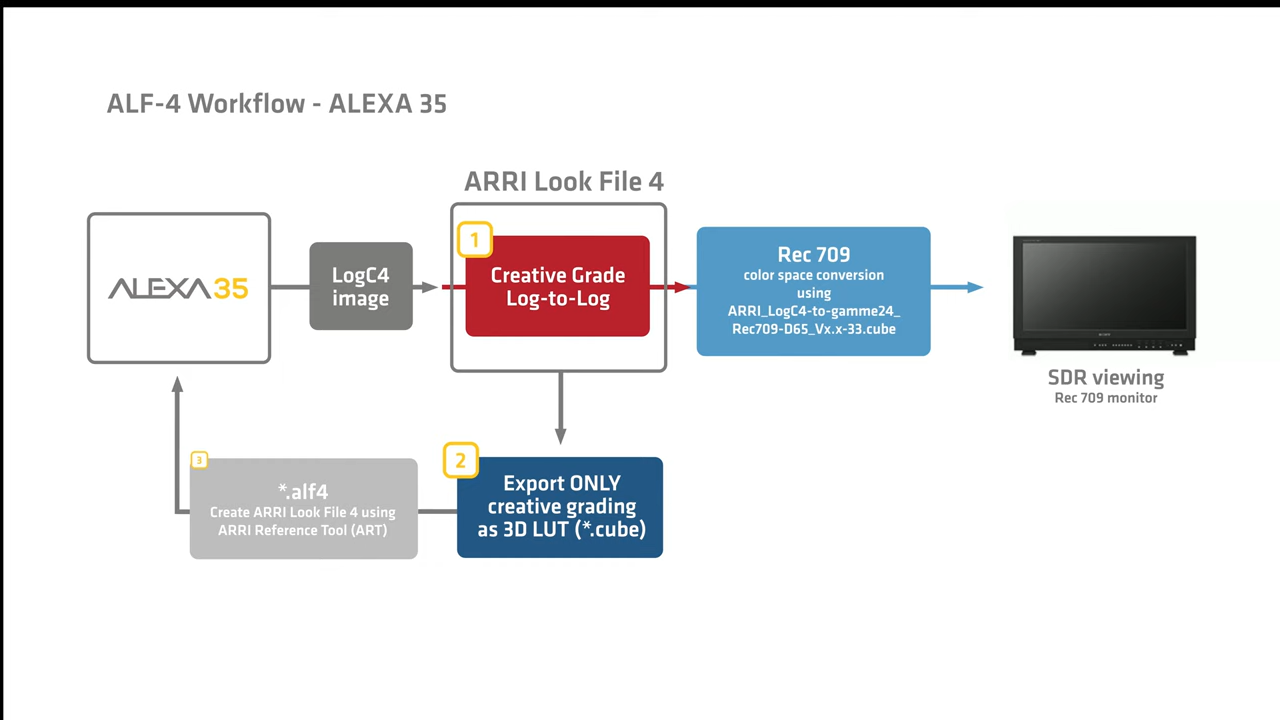 ALF-4 Workflow - ALEXA 35
ARRI Look File 4
ALEXA 35
LogC4
image
1
Creative Grade
Log-to-Log
Rec 709
color space conversion
using
ARRI_LogC4-to-gamme24_
Rec709-D65_Vx.x-33.cube
SDR viewing
Rec 709 monitor
3
*.alf4
Create ARRI Look File 4 using
ARRI Reference Tool (ART)
2
Export ONLY
creative grading
as 3D LUT (*.cube)